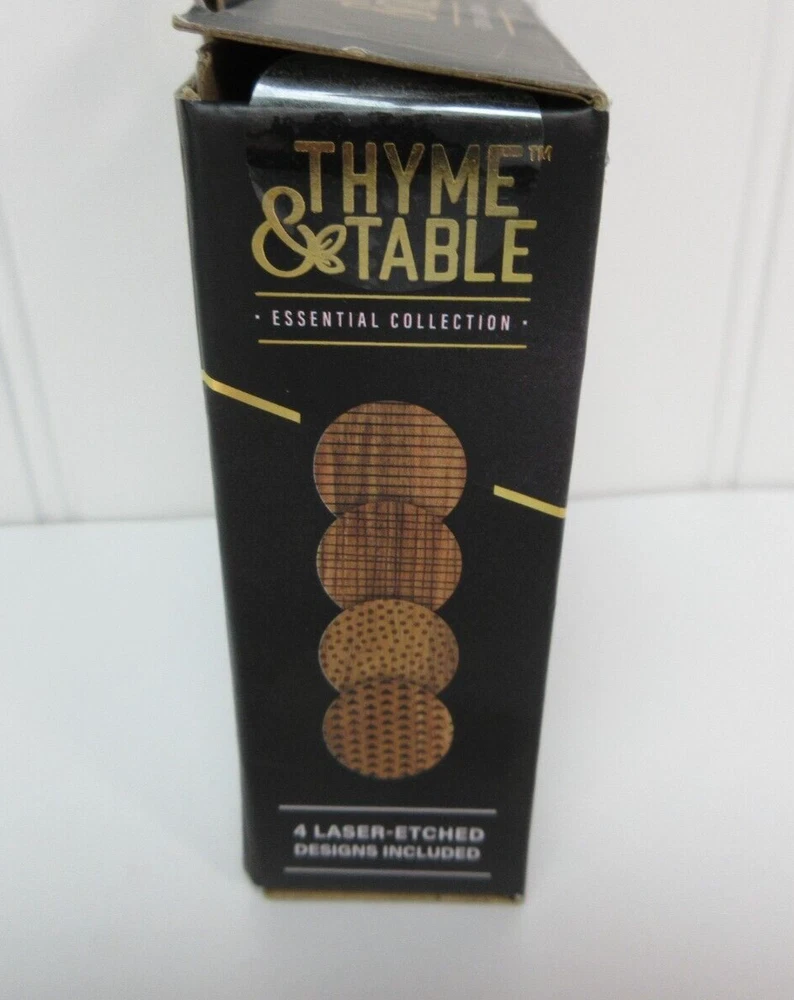 THYME™
& TABLE
· ESSENTIAL COLLECTION ·
4 LASER-ETCHED
DESIGNS INCLUDED